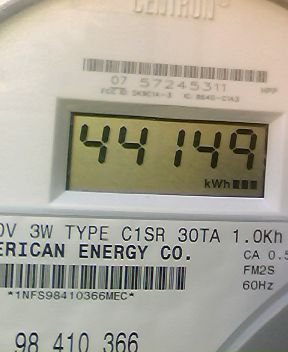 CENTRON®
07 57245311 HPP
44149
kWh
0V 3W TYPE C1SR 30TA 1.0Kh
ERICAN ENERGY CO. CA 0.5
FM2S
*1NFS98410366MEC* 60Hz
98 410 366